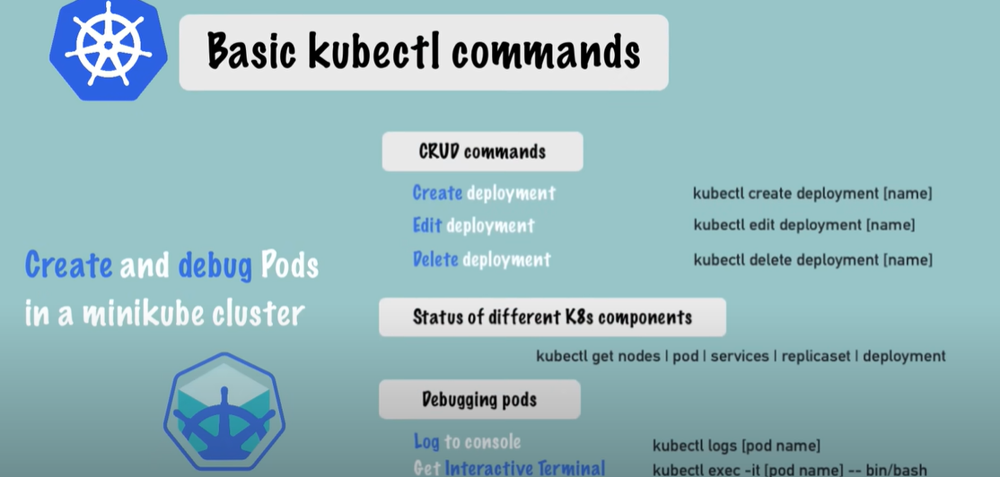 Basic kubectl commands
CRUD commands
Create deployment kubectl create deployment [name]
Edit deployment kubectl edit deployment [name]
Delete deployment kubectl delete deployment [name]
Create and debug Pods
in a minikube cluster
Status of different K8s components
kubectl get nodes | pod | services | replicaset | deployment
Debugging pods
Log to console kubectl logs [pod name]
Get Interactive Terminal kubectl exec -it [pod name] -- bin/bash